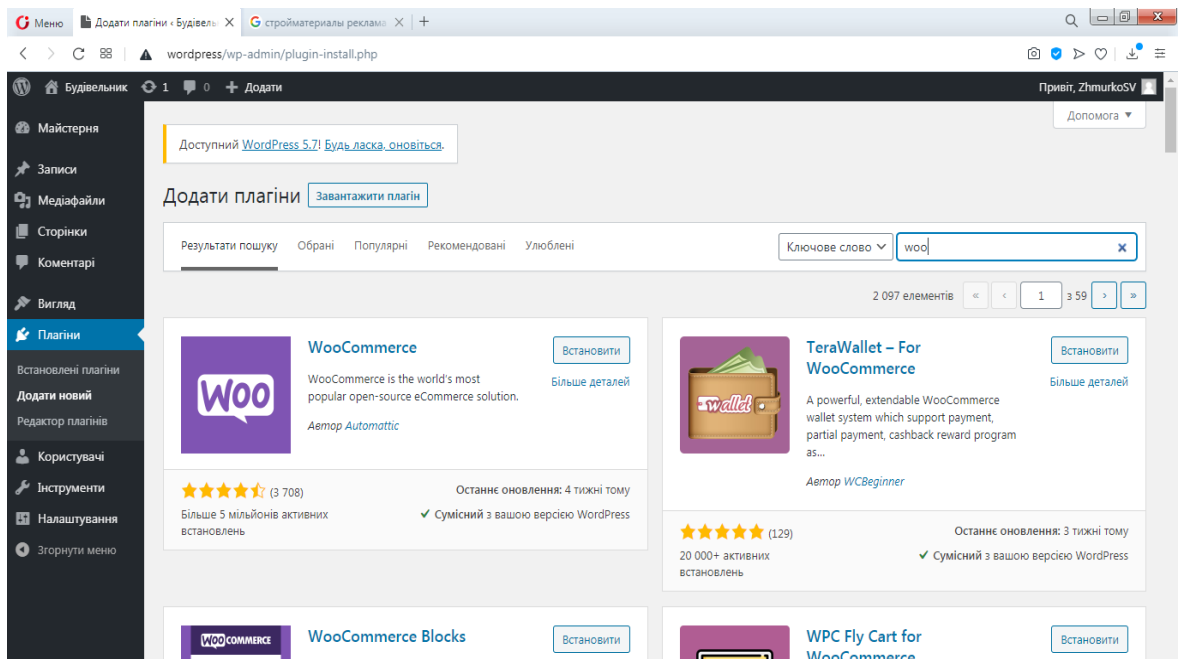 Меню
Додати плагіни ‹ Будівель
стройматериалы реклама
wordpress/wp-admin/plugin-install.php
Будівельник 1 0 + Додати
Привіт, ZhmurkoSV
Майстерня
Записи
Медіафайли
Сторінки
Коментарі
Вигляд
Плагіни
Встановлені плагіни
Додати новий
Редактор плагінів
Користувачі
Інструменти
Налаштування
Згорнути меню
Допомога ▼
Доступний WordPress 5.7! Будь ласка, оновіться.
Додати плагіни Завантажити плагін
Результати пошуку Обрані Популярні Рекомендовані Улюблені
Ключове слово woo
2 097 елементів « ‹ 1 з 59 › »
WOO
WooCommerce
Встановити
Більше деталей
WooCommerce is the world's most
popular open-source eCommerce solution.
Автор Automattic
(3 708)
Більше 5 мільйонів активних
встановлень
Останнє оновлення: 4 тижні тому
✔ Сумісний з вашою версією WordPress
wallet
TeraWallet – For
WooCommerce
Встановити
Більше деталей
A powerful, extendable WooCommerce
wallet system which support payment,
partial payment, cashback reward program
as...
Автор WCBeginner
(129)
20 000+ активних
встановлень
Останнє оновлення: 3 тижні тому
✔ Сумісний з вашою версією WordPress
WOO COMMERCE
WooCommerce Blocks
Встановити
WPC Fly Cart for
WooCommerce
Встановити